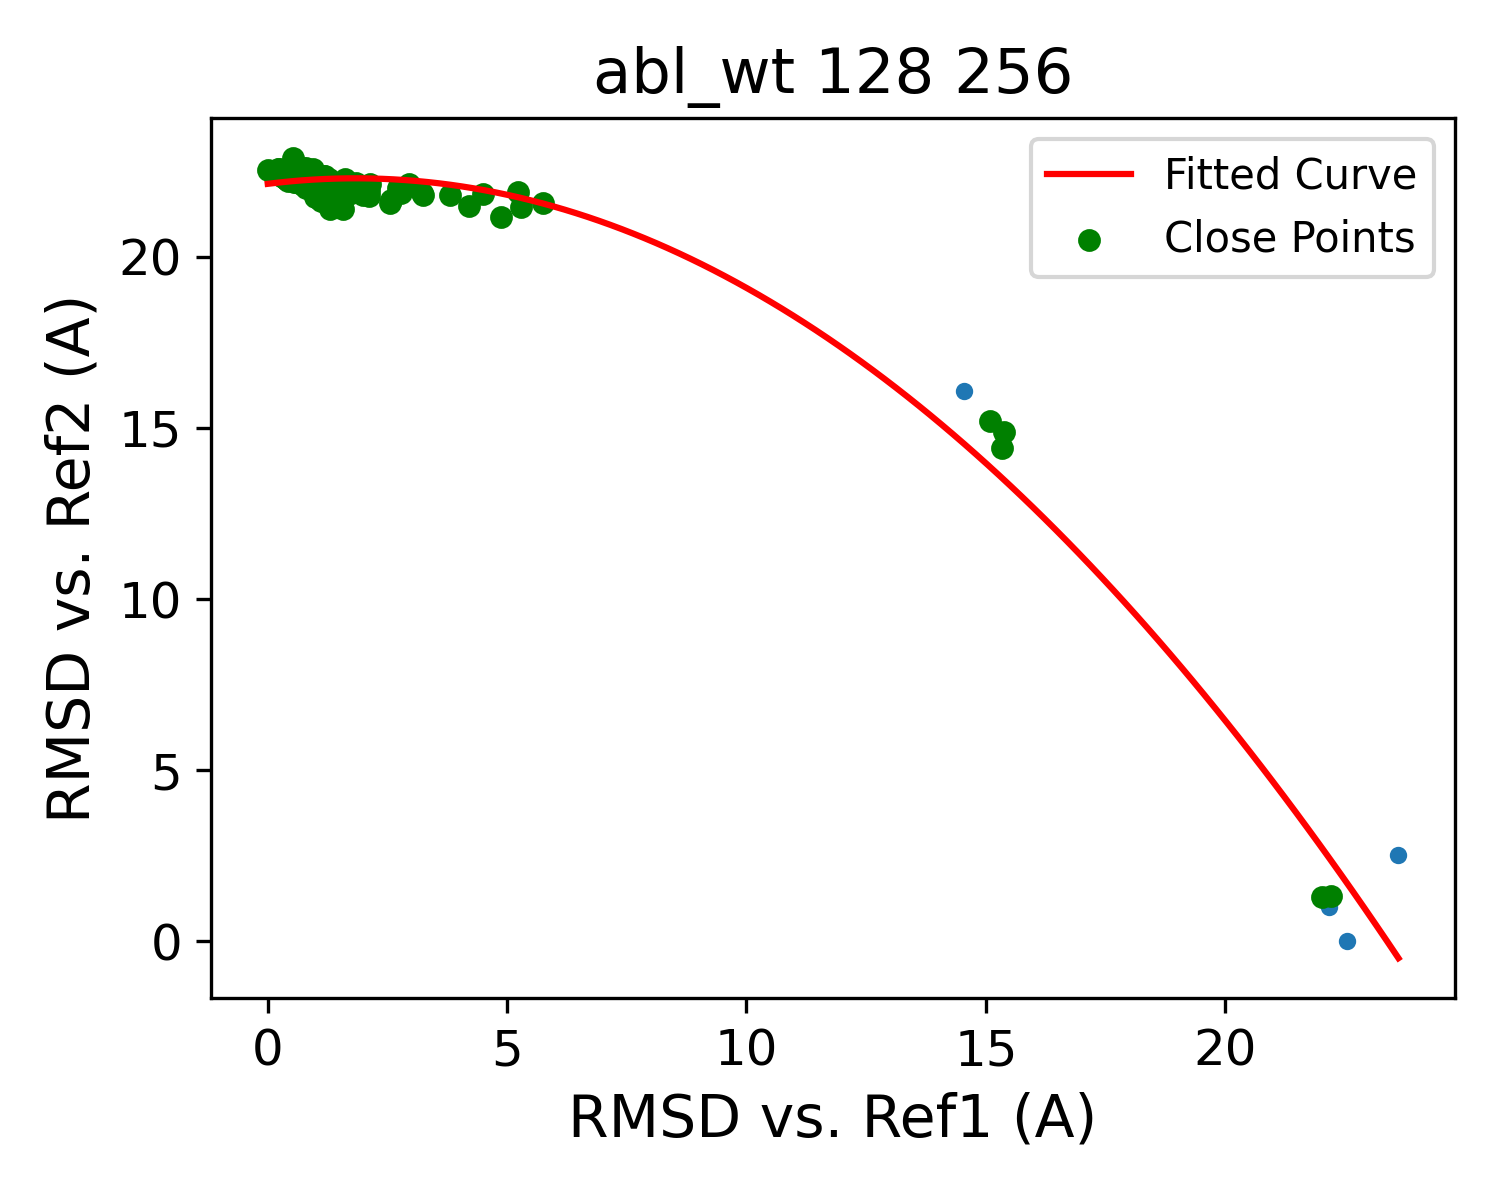 abl_wt 128 256
Fitted Curve
Close Points
20
15
10
5
0
RMSD vs. Ref2 (A)
0 5 10 15 20
RMSD vs. Ref1 (A)